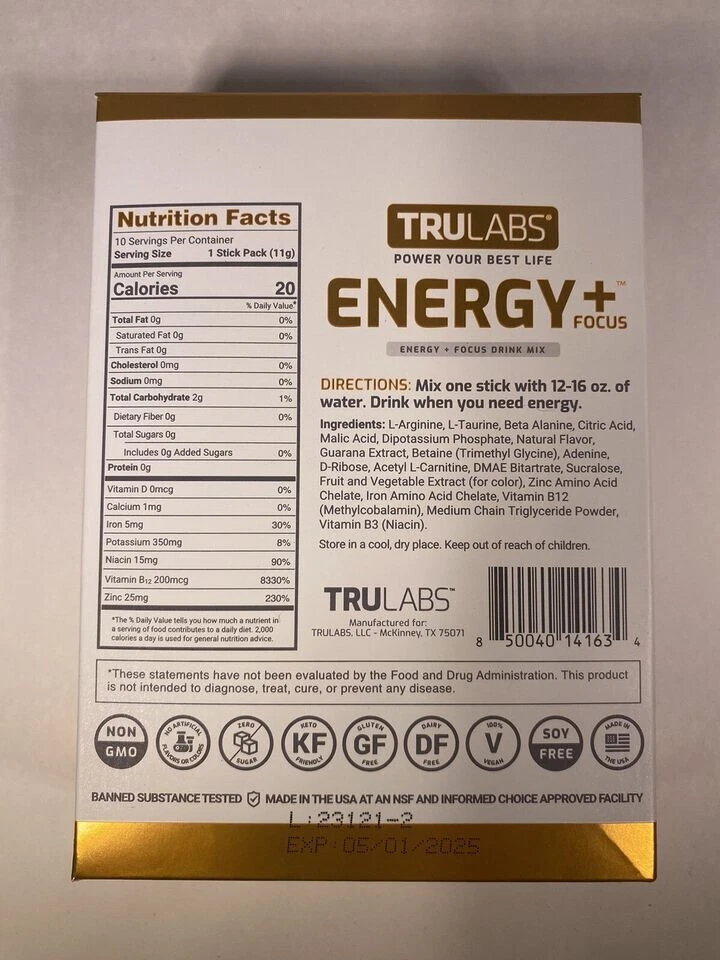 Nutrition Facts
10 Servings Per Container
Serving Size 1 Stick Pack (11g)
Amount Per Serving
Calories 20
% Daily Value*
Total Fat 0g 0%
Saturated Fat 0g 0%
Trans Fat 0g
Cholesterol 0mg 0%
Sodium 0mg 0%
Total Carbohydrate 2g 1%
Dietary Fiber 0g 0%
Total Sugars 0g
Includes 0g Added Sugars 0%
Protein 0g
Vitamin D 0mcg 0%
Calcium 1mg 0%
Iron 5mg 30%
Potassium 350mg 8%
Niacin 15mg 90%
Vitamin B12 200mcg 8330%
Zinc 25mg 230%
*The % Daily Value tells you how much a nutrient in
a serving of food contributes to a daily diet. 2,000
calories a day is used for general nutrition advice.
TRULABS®
POWER YOUR BEST LIFE
ENERGY+™
FOCUS
ENERGY + FOCUS DRINK MIX
DIRECTIONS: Mix one stick with 12-16 oz. of
water. Drink when you need energy.
Ingredients: L-Arginine, L-Taurine, Beta Alanine, Citric Acid,
Malic Acid, Dipotassium Phosphate, Natural Flavor,
Guarana Extract, Betaine (Trimethyl Glycine), Adenine,
D-Ribose, Acetyl L-Carnitine, DMAE Bitartrate, Sucralose,
Fruit and Vegetable Extract (for color), Zinc Amino Acid
Chelate, Iron Amino Acid Chelate, Vitamin B12
(Methylcobalamin), Medium Chain Triglyceride Powder,
Vitamin B3 (Niacin).
Store in a cool, dry place. Keep out of reach of children.
TRULABS™
Manufactured for:
TRULABS, LLC - McKinney, TX 75071
8 50040 14163 4
*These statements have not been evaluated by the Food and Drug Administration. This product
is not intended to diagnose, treat, cure, or prevent any disease.
NON
GMO
NO ARTIFICIAL
FLAVORS OR COLORS
ZERO
SUGAR
KETO
KF
FRIENDLY
GLUTEN
GF
FREE
DAIRY
DF
FREE
100%
V
VEGAN
SOY
FREE
MADE IN
THE USA
BANNED SUBSTANCE TESTED MADE IN THE USA AT AN NSF AND INFORMED CHOICE APPROVED FACILITY
L:23121-2
EXP:05/01/2025